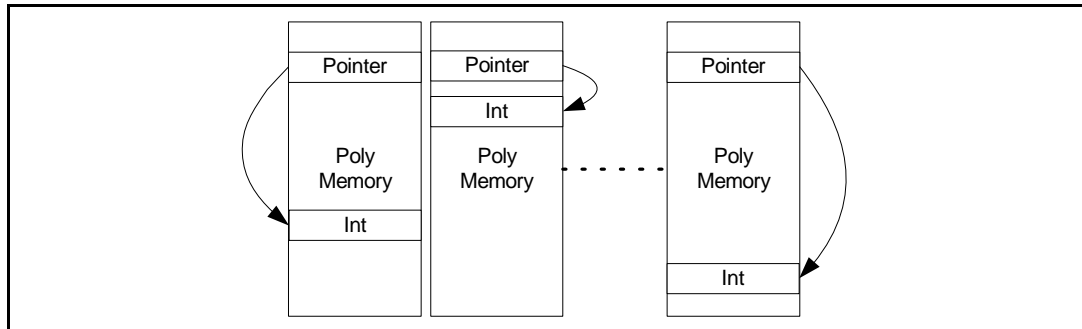 Pointer
Poly
Memory
Int
Pointer
Int
Poly
Memory
Pointer
Poly
Memory
Int